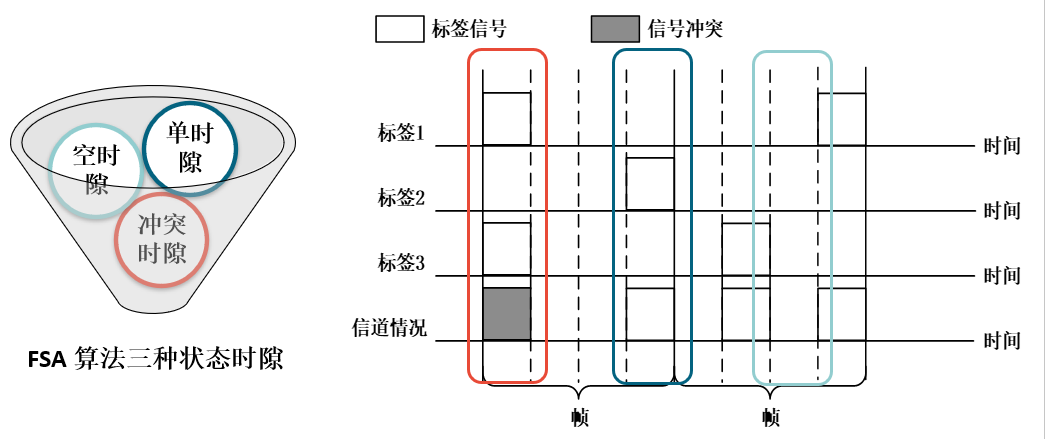 标签信号
信号冲突
空时
隙
单时
隙
冲突
时隙
FSA 算法三种状态时隙
标签1
时间
标签2
时间
标签3
时间
信道情况
时间
帧
帧